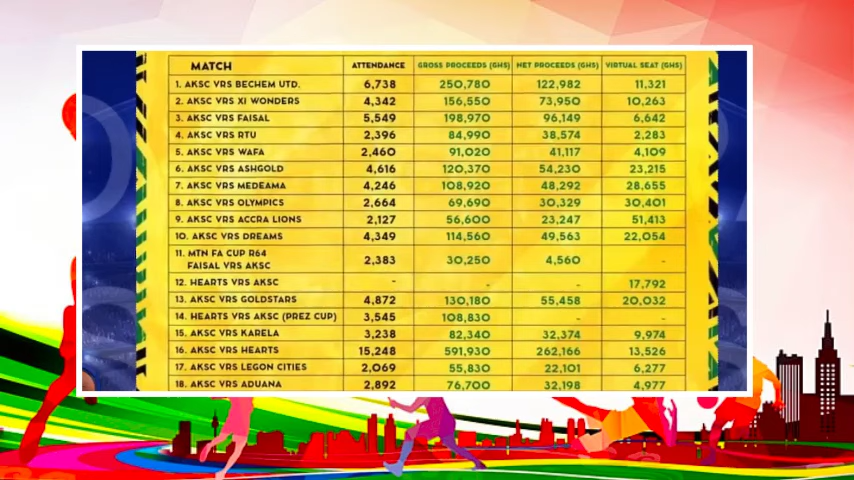 MATCH ATTENDANCE GROSS PROCEEDS (GHS) NET PROCEEDS (GHS) VIRTUAL SEAT (GHS)
1. AKSC VRS BECHEM UTD. 6,738 250,780 122,982 11,321
2. AKSC VRS XI WONDERS 4,342 156,550 73,950 10,263
3. AKSC VRS FAISAL 5,549 198,970 96,149 6,642
4. AKSC VRS RTU 2,396 84,990 38,574 2,283
5. AKSC VRS WAFA 2,460 91,020 41,117 4,109
6. AKSC VRS ASHGOLD 4,616 120,370 54,230 23,215
7. AKSC VRS MEDEAMA 4,246 108,920 48,292 28,655
8. AKSC VRS OLYMPICS 2,664 69,690 30,329 30,401
9. AKSC VRS ACCRA LIONS 2,127 56,600 23,247 51,413
10. AKSC VRS DREAMS 4,349 114,560 49,563 22,054
11. MTN FA CUP R64
FAISAL VRS AKSC 2,383 30,250 4,560 -
12. HEARTS VRS AKSC - - - 17,792
13. AKSC VRS GOLDSTARS 4,872 130,180 55,458 20,032
14. HEARTS VRS AKSC (PREZ CUP) 3,545 108,830 - -
15. AKSC VRS KARELA 3,238 82,340 32,374 9,974
16. AKSC VRS HEARTS 15,248 591,930 262,166 13,526
17. AKSC VRS LEGON CITIES 2,069 55,830 22,101 6,277
18. AKSC VRS ADUANA 2,892 76,700 32,198 4,977